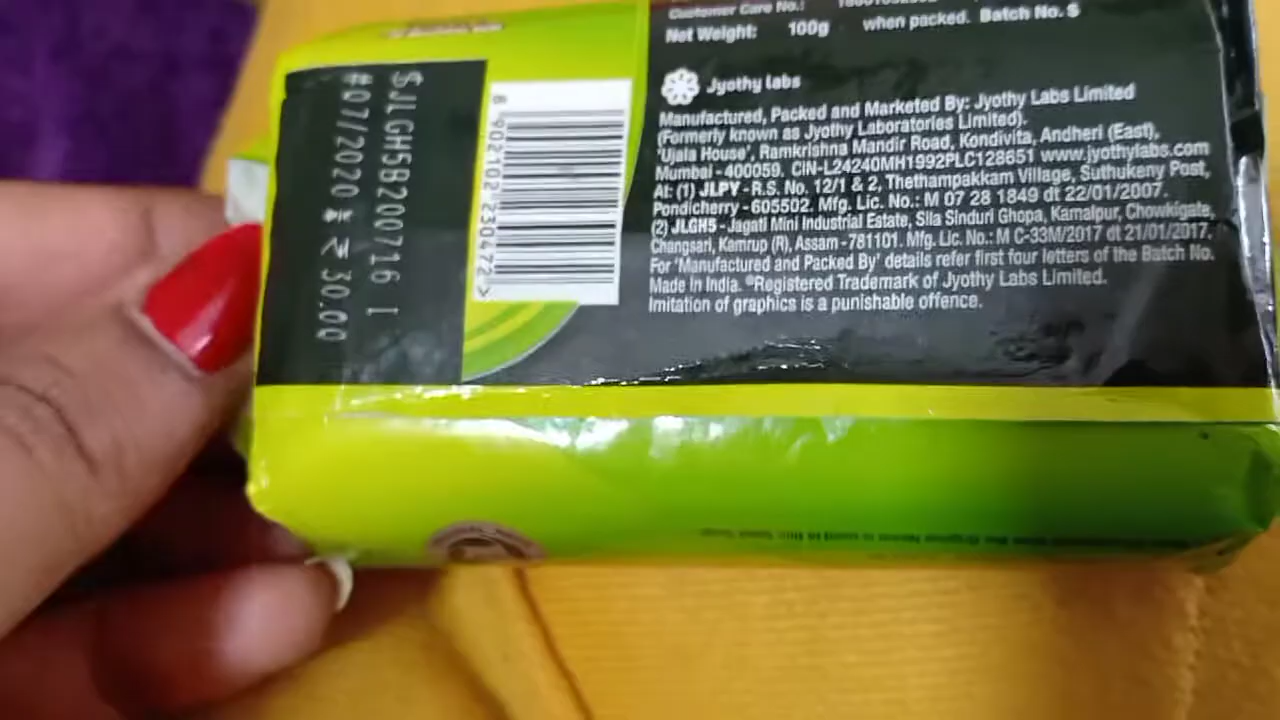 Customer Care No.:
Net Weight: 100g when packed. Batch No. S
Jyothy labs
Manufactured, Packed and Marketed By: Jyothy Labs Limited
(Formerly known as Jyothy Laboratories Limited).
'Ujala House', Ramkrishna Mandir Road, Kondivita, Andheri (East),
Mumbai - 400059. CIN-L24240MH1992PLC128651 www.jyothylabs.com
At: (1) JLPY - R.S. No. 12/1 & 2, Thethampakkam Village, Suthukeny Post,
Pondicherry - 605502. Mfg. Lic. No.: M 07 28 1849 dt 22/01/2007.
(2) JLGH5 - Jagati Mini Industrial Estate, Sila Sinduri Ghopa, Kamalpur, Chowkigate,
Changsari, Kamrup (R), Assam - 781101. Mfg. Lic. No.: M C-33M/2017 dt 21/01/2017.
For 'Manufactured and Packed By' details refer first four letters of the Batch No.
Made in India. ®Registered Trademark of Jyothy Labs Limited.
Imitation of graphics is a punishable offence.
8 902102 230472 >
SJLGH5B200716 I
#07/2020 ₹ 30.00